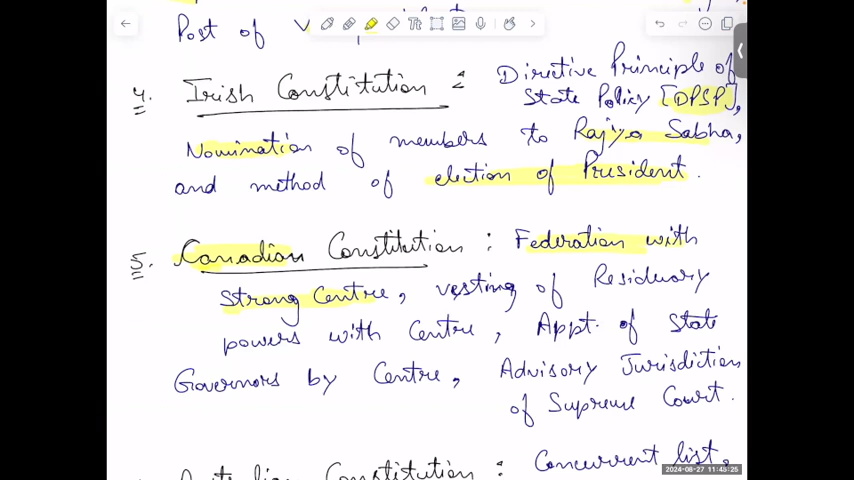 Post of V
4. Irish Constitution : Directive Principle of
State Policy [DPSP],
Nomination of members to Rajya Sabha,
and method of election of President.
5. Canadian Constitution : Federation with
Strong Centre, vesting of Residuary
powers with Centre, Appt. of State
Governors by Centre, Advisory Jurisdiction
of Supreme Court.
Constitution : Concurrent list,
2024-08-27 11:48:25